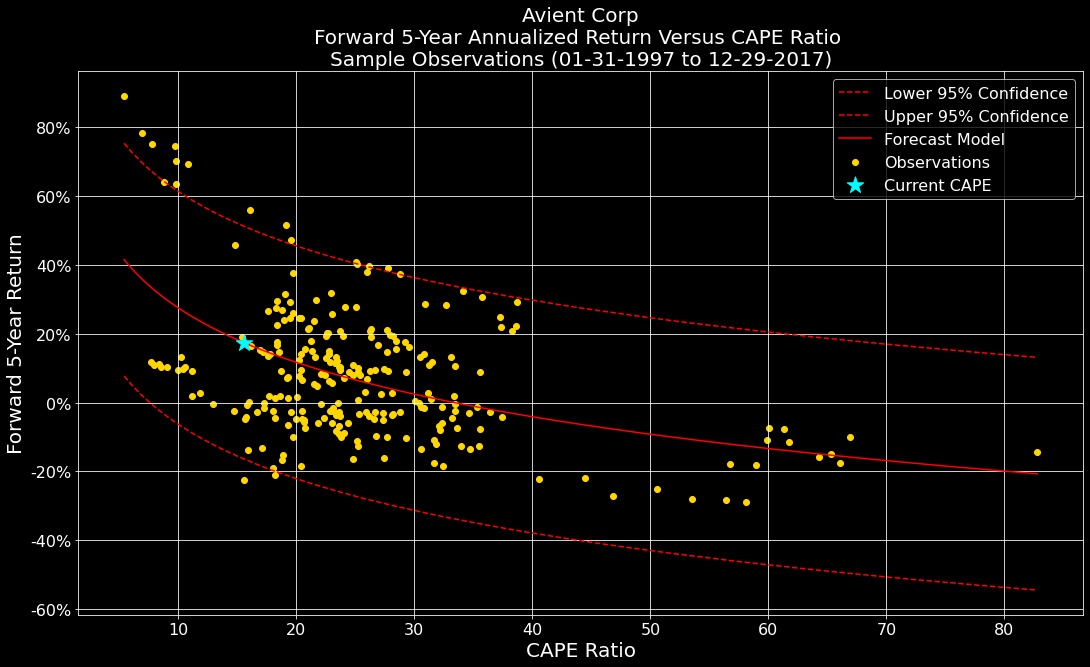 Avient Corp
Forward 5-Year Annualized Return Versus CAPE Ratio
Sample Observations (01-31-1997 to 12-29-2017)
Lower 95% Confidence
Upper 95% Confidence
Forecast Model
Observations
Current CAPE
Forward 5-Year Return
80%
60%
40%
20%
0%
-20%
-40%
-60%
10 20 30 40 50 60 70 80
CAPE Ratio